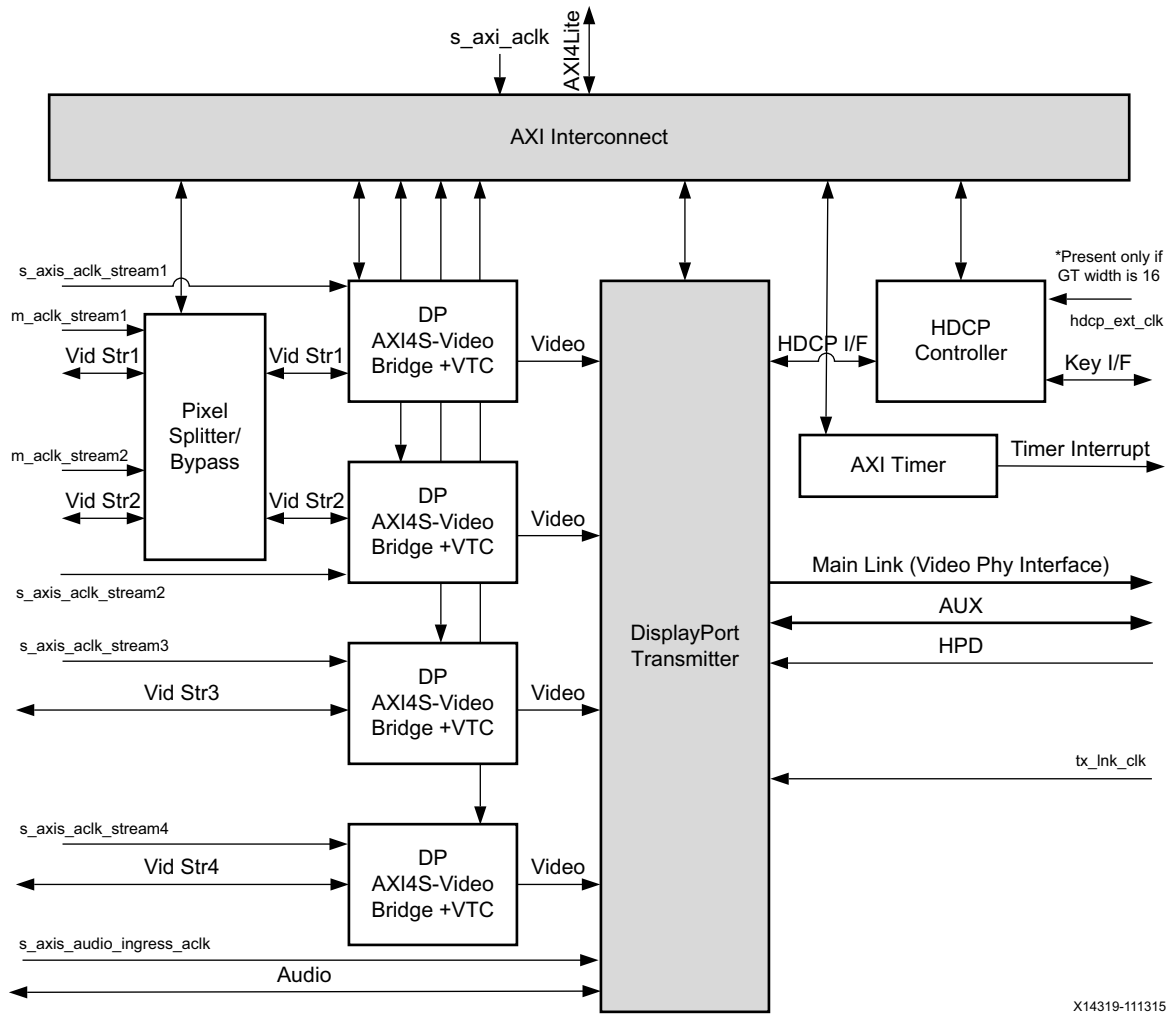 s_axi_aclk
AXI4Lite
AXI Interconnect
s_axis_aclk_stream1
m_aclk_stream1
Vid Str1
Vid Str1
Pixel
Splitter/
Bypass
m_aclk_stream2
Vid Str2
Vid Str2
s_axis_aclk_stream2
DP
AXI4S-Video
Bridge +VTC
Video
DP
AXI4S-Video
Bridge +VTC
Video
s_axis_aclk_stream3
Vid Str3
DP
AXI4S-Video
Bridge +VTC
Video
s_axis_aclk_stream4
Vid Str4
DP
AXI4S-Video
Bridge +VTC
Video
s_axis_audio_ingress_aclk
Audio
DisplayPort
Transmitter
HDCP I/F
HDCP
Controller
*Present only if
GT width is 16
hdcp_ext_clk
Key I/F
AXI Timer
Timer Interrupt
Main Link (Video Phy Interface)
AUX
HPD
tx_lnk_clk
X14319-111315